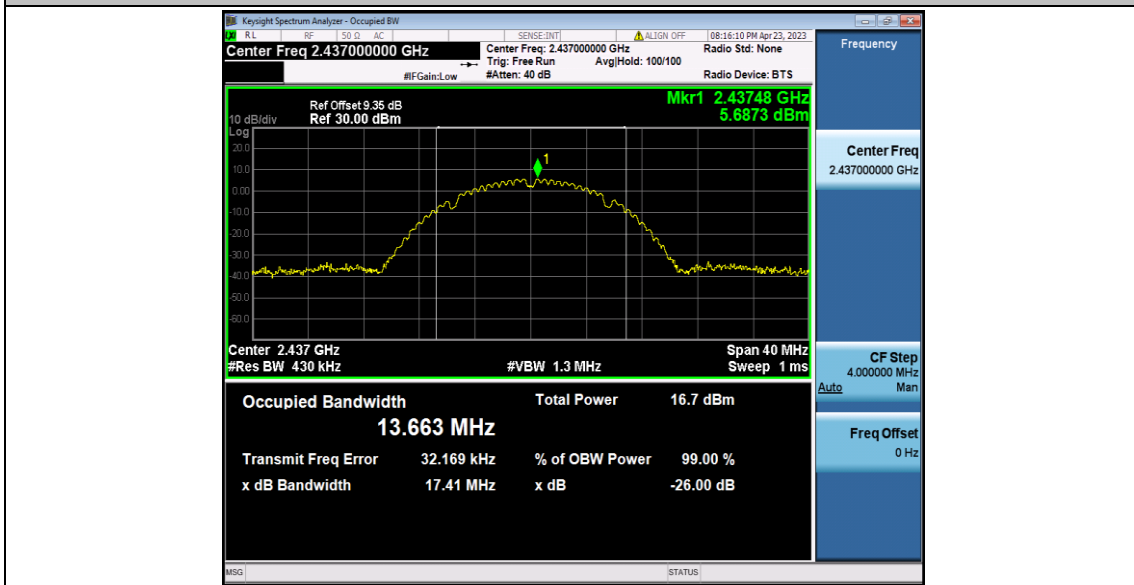 Keysight Spectrum Analyzer - Occupied BW
RL RF 50 Ω AC SENSE:INT ALIGN OFF 08:16:10 PM Apr 23, 2023
Center Freq 2.437000000 GHz
Center Freq: 2.437000000 GHz Radio Std: None
Trig: Free Run Avg|Hold: 100/100
#IFGain:Low #Atten: 40 dB Radio Device: BTS
Mkr1 2.43748 GHz
5.6873 dBm
Ref Offset 9.35 dB
10 dB/div Ref 30.00 dBm
Log
20.0
1
10.0
0.00
-10.0
-20.0
-30.0
-40.0
-50.0
-60.0
Center 2.437 GHz Span 40 MHz
#Res BW 430 kHz #VBW 1.3 MHz Sweep 1 ms
Occupied Bandwidth Total Power 16.7 dBm
13.663 MHz
Transmit Freq Error 32.169 kHz % of OBW Power 99.00 %
x dB Bandwidth 17.41 MHz x dB -26.00 dB
Frequency
Center Freq
2.437000000 GHz
CF Step
4.000000 MHz
Auto Man
Freq Offset
0 Hz
MSG STATUS